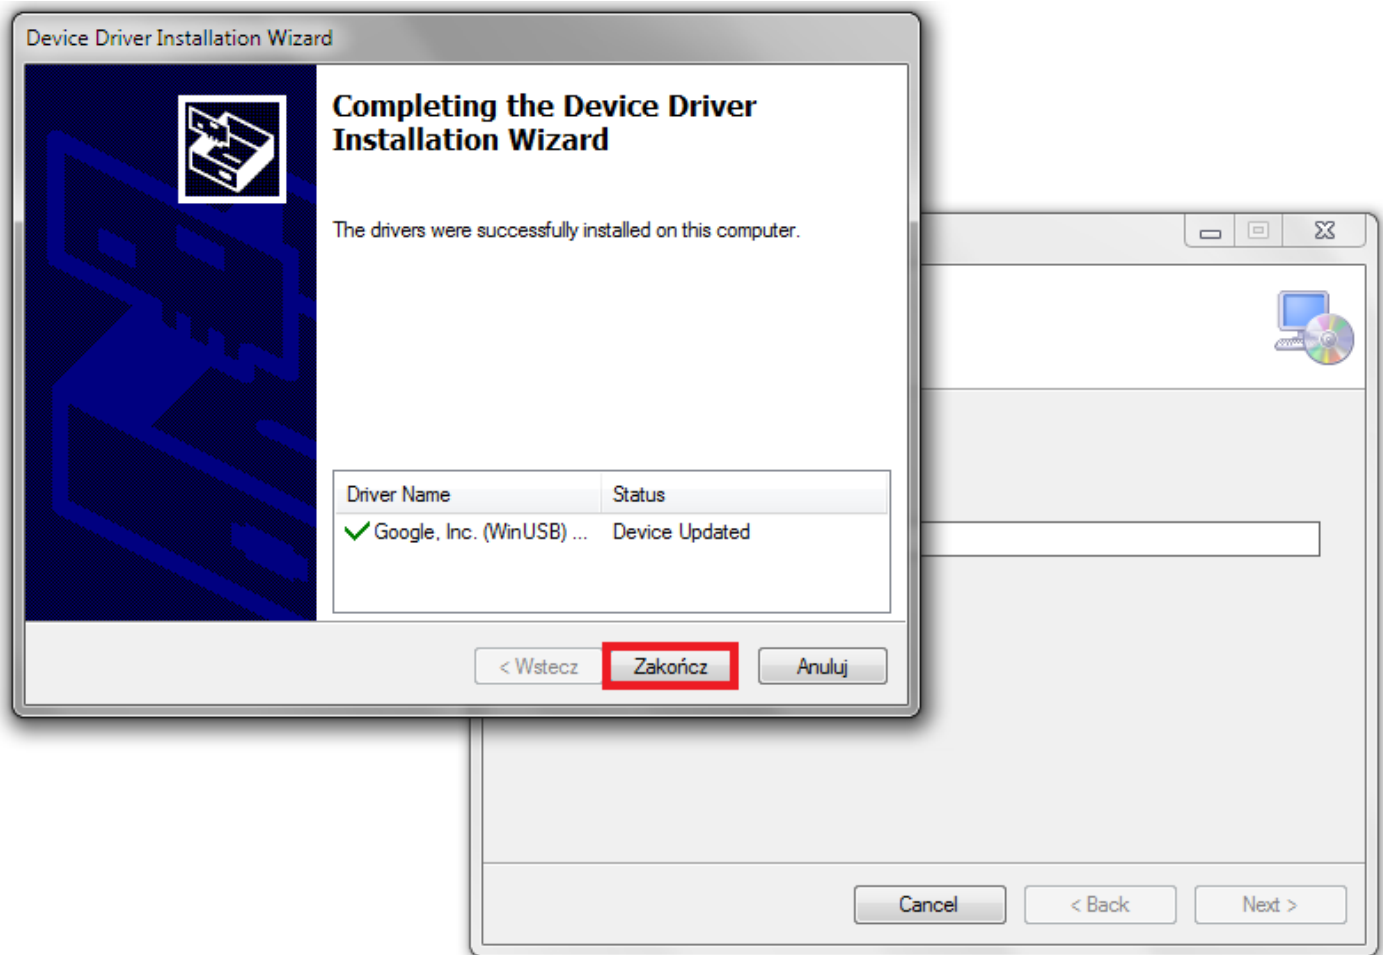 Device Driver Installation Wizard
Completing the Device Driver
Installation Wizard
The drivers were successfully installed on this computer.
Driver Name Status
Google, Inc. (WinUSB) ... Device Updated
< Wstecz Zakończ Anuluj
Cancel < Back Next >